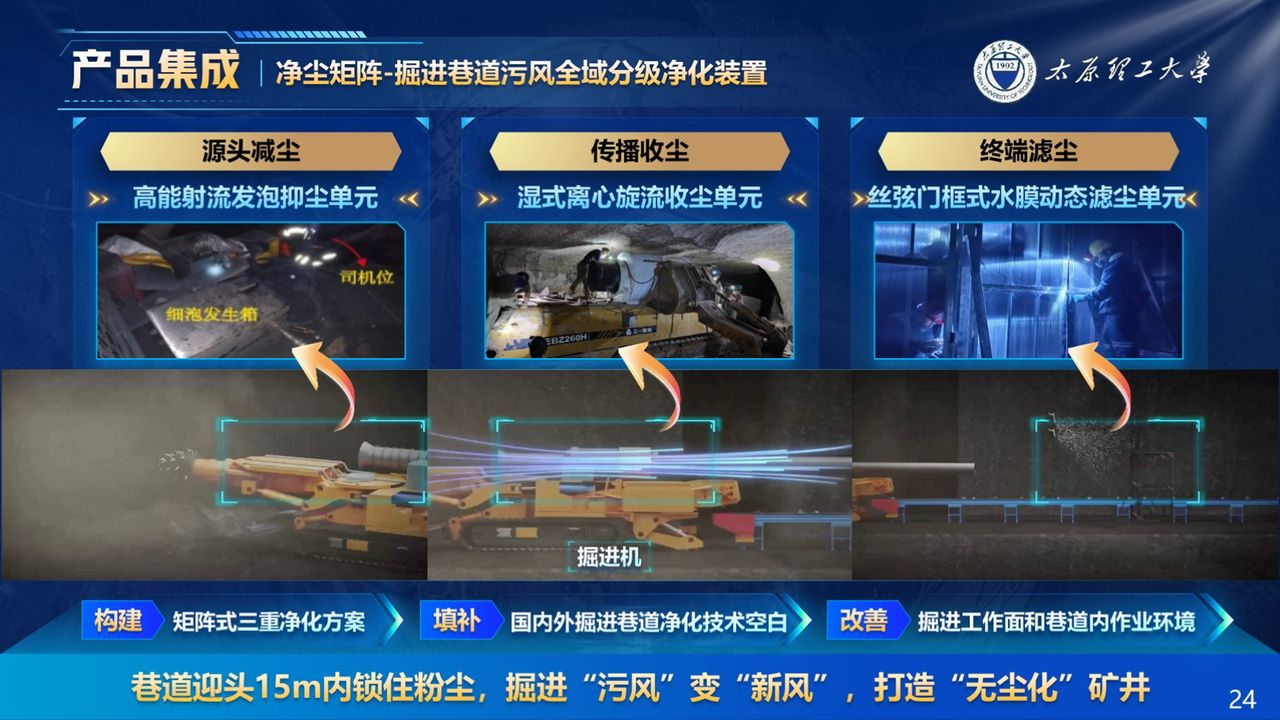 产品集成
净尘矩阵-掘进巷道污风全域分级净化装置
1902
TAIYUAN UNIVERSITY OF TECHNOLOGY
太原理工大学
源头减尘
传播收尘
终端滤尘
高能射流发泡抑尘单元
湿式离心旋流收尘单元
丝弦门框式水膜动态滤尘单元
司机位
细泡发生箱
EBZ260H
掘进机
构建
矩阵式三重净化方案
填补
国内外掘进巷道净化技术空白
改善
掘进工作面和巷道内作业环境
巷道迎头15m内锁住粉尘，掘进“污风”变“新风”，打造“无尘化”矿井
24